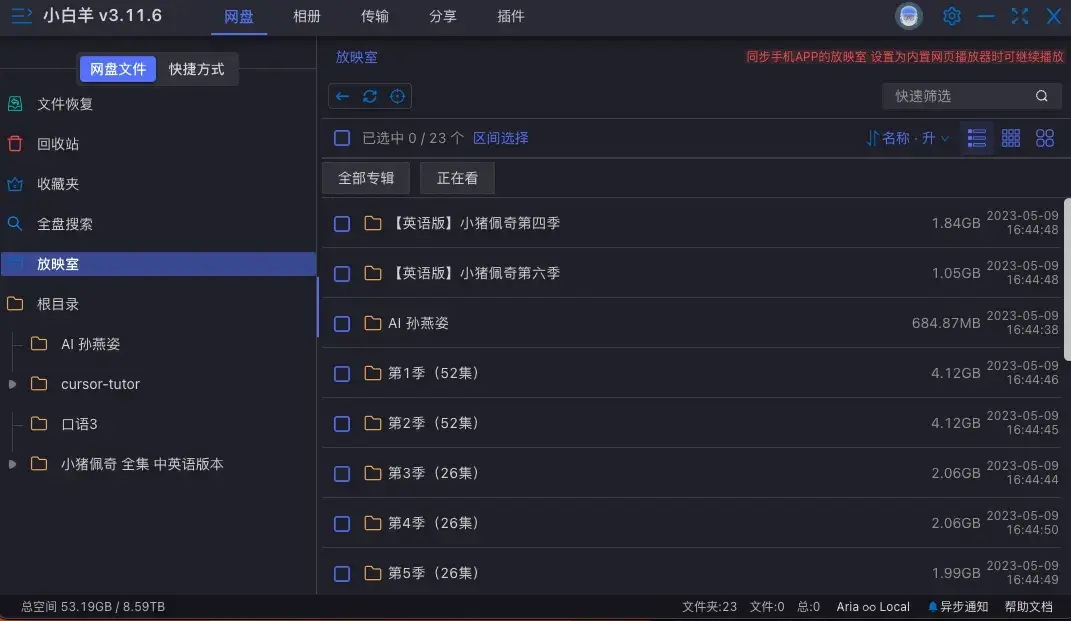 小白羊 v3.11.6
网盘 相册 传输 分享 插件
网盘文件 快捷方式
文件恢复
回收站
收藏夹
全盘搜索
放映室
根目录
AI 孙燕姿
cursor-tutor
口语3
小猪佩奇 全集 中英语版本
放映室 同步手机APP的放映室 设置为内置网页播放器时可继续播放
快速筛选
已选中 0 / 23 个 区间选择 名称 · 升
全部专辑 正在看
【英语版】小猪佩奇第四季 1.84GB 2023-05-09
16:44:48
【英语版】小猪佩奇第六季 1.05GB 2023-05-09
16:44:48
AI 孙燕姿 684.87MB 2023-05-09
16:44:38
第1季（52集） 4.12GB 2023-05-09
16:44:46
第2季（52集） 4.12GB 2023-05-09
16:44:45
第3季（26集） 2.06GB 2023-05-09
16:44:44
第4季（26集） 2.06GB 2023-05-09
16:44:50
第5季（26集） 1.99GB 2023-05-09
16:44:49
总空间 53.19GB / 8.59TB 文件夹:23 文件:0 总:0 Aria ∞ Local 异步通知 帮助文档